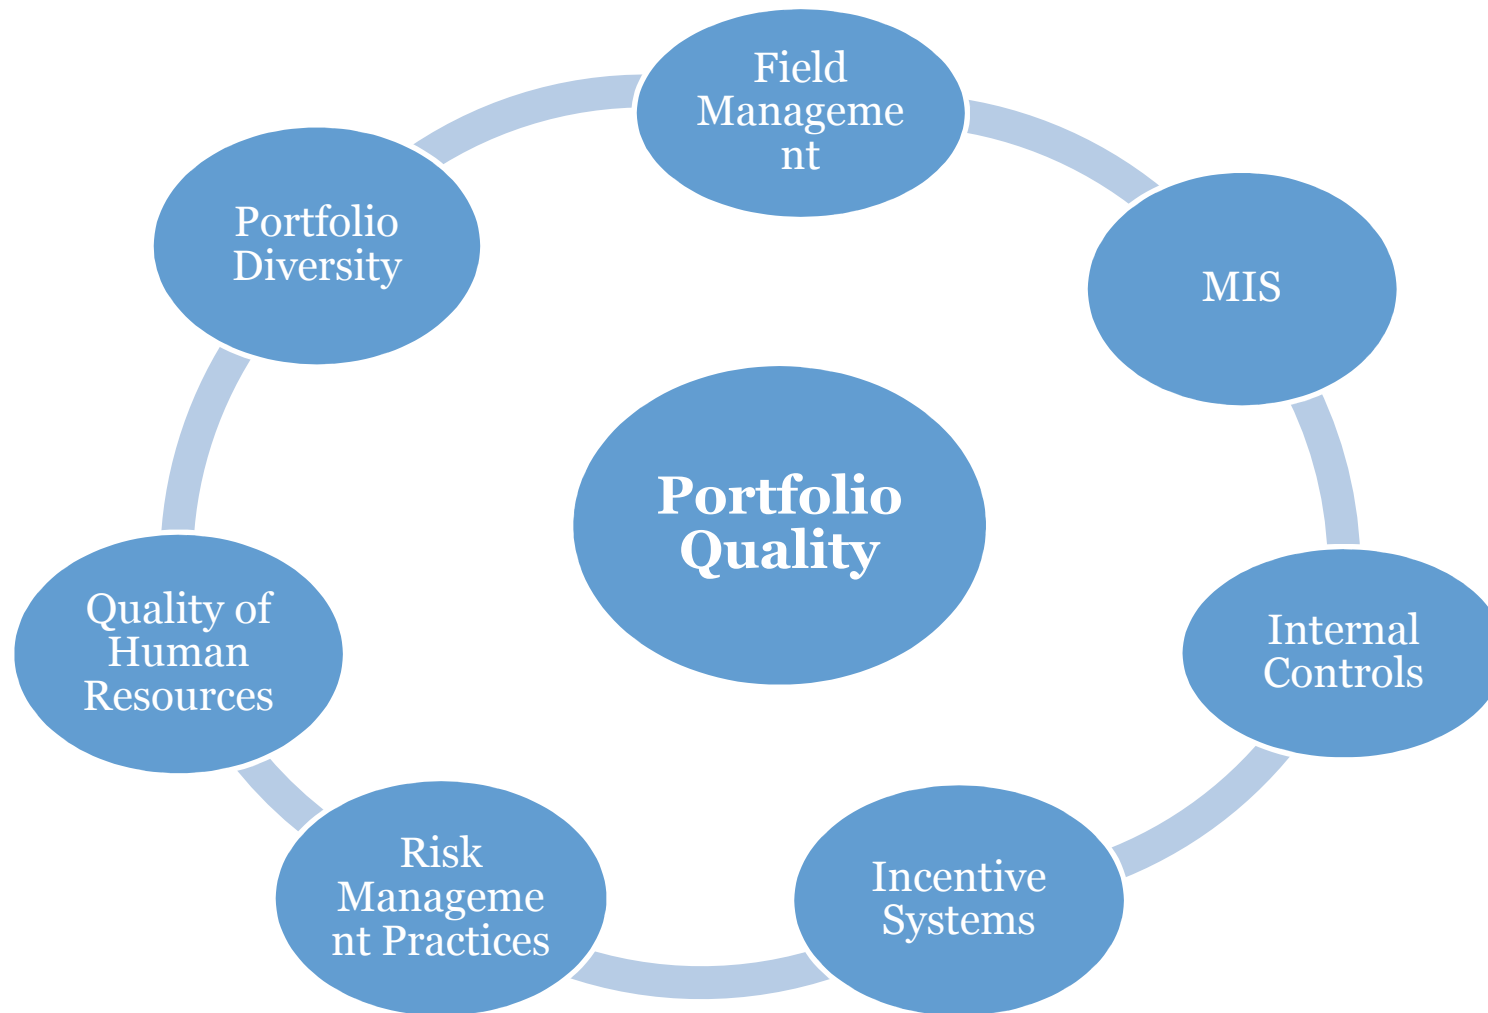 Field
Manageme
nt
MIS
Portfolio
Diversity
Portfolio
Quality
Internal
Controls
Quality of
Human
Resources
Incentive
Systems
Risk
Manageme
nt Practices